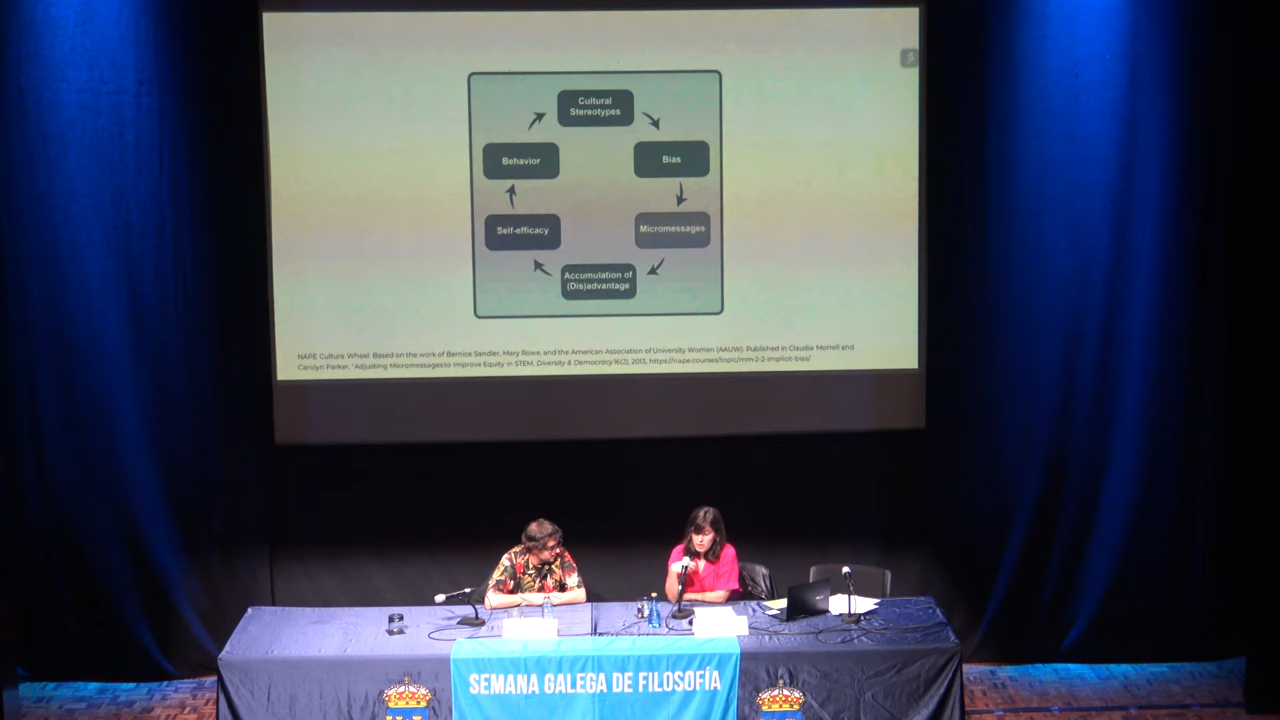 Cultural
Stereotypes
Behavior
Bias
Self-efficacy
Micromessages
Accumulation of
(Dis)advantage
NAPE Culture Wheel. Based on the work of Bernice Sandler, Mary Rowe, and the American Association of University Women (AAUW). Published in Claudia Morrell and
Carolyn Parker, "Adjusting Micromessages to Improve Equity in STEM, Diversity & Democracy 16(2), 2013, https://napecourses/topic/mm-2-2-implicit-bias/
SEMANA GALEGA DE FILOSOFÍA